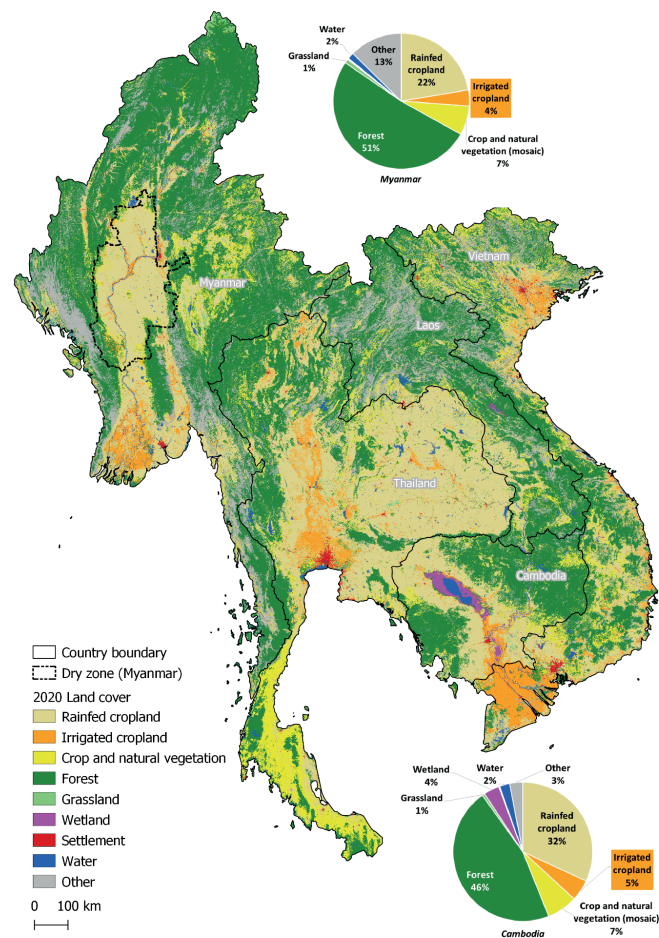 Water
2%
Other
13%
Grassland
1%
Rainfed
cropland
22%
Irrigated
cropland
4%
Crop and natural
vegetation (mosaic)
7%
Forest
51%
Myanmar
Vietnam
Myanmar
Laos
Thailand
Cambodia
Country boundary
Dry zone (Myanmar)
2020 Land cover
Rainfed cropland
Irrigated cropland
Crop and natural vegetation
Forest
Grassland
Wetland
Settlement
Water
Other
0 100 km
Wetland
4%
Water
2%
Other
3%
Grassland
1%
Rainfed
cropland
32%
Irrigated
cropland
5%
Forest
46%
Crop and natural
vegetation (mosaic)
7%
Cambodia